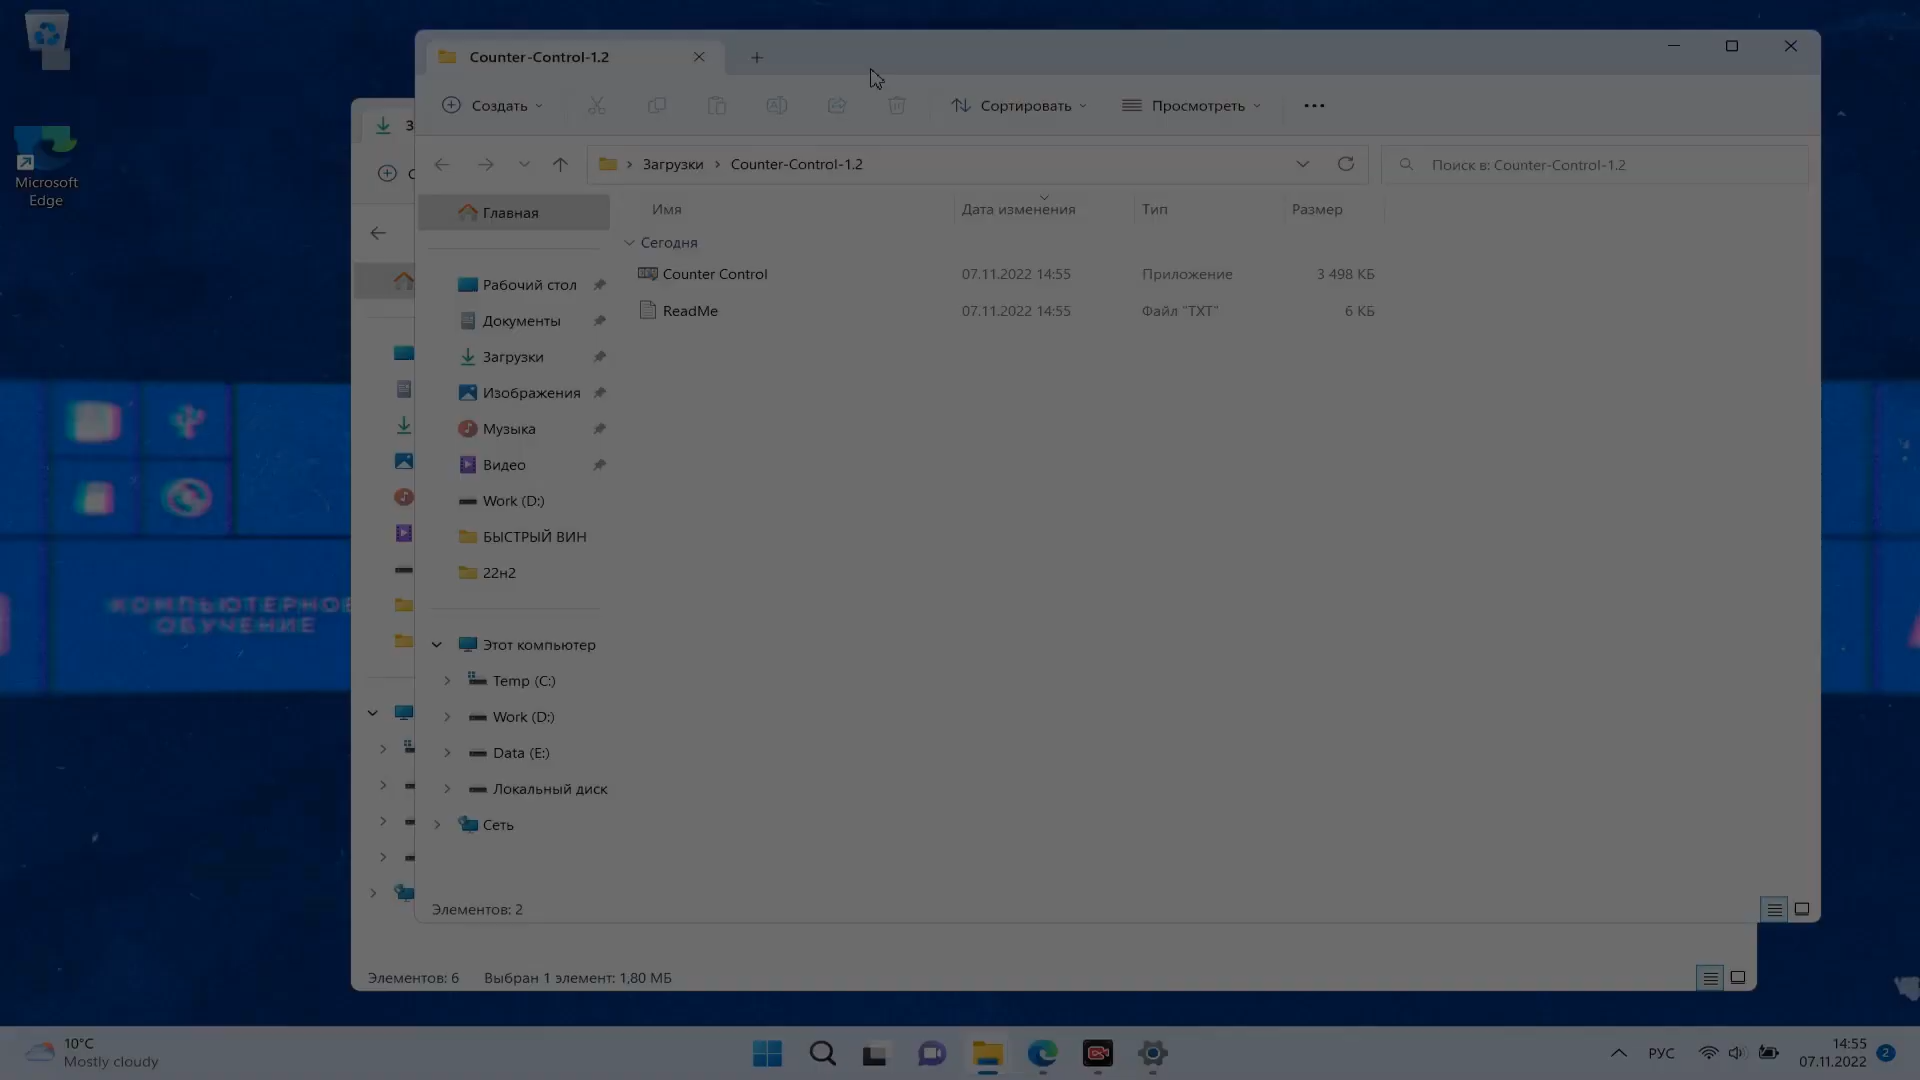 Microsoft
Edge
Counter-Control-1.2
Создать
Сортировать
Просмотреть
Загрузки
Counter-Control-1.2
Поиск в: Counter-Control-1.2
Имя
Дата изменения
Тип
Размер
Сегодня
Counter Control
07.11.2022 14:55
Приложение
3 498 КБ
ReadMe
07.11.2022 14:55
Файл "TXT"
6 КБ
Главная
Рабочий стол
Документы
Загрузки
Изображения
Музыка
Видео
Work (D:)
БЫСТРЫЙ ВИН
22н2
Этот компьютер
Temp (C:)
Work (D:)
Data (E:)
Локальный диск
Сеть
Элементов: 2
Элементов: 6
Выбран 1 элемент: 1,80 МБ
КОМПЬЮТЕРНОЕ
ОБУЧЕНИЕ
10°C
Mostly cloudy
РУС
14:55
07.11.2022
2